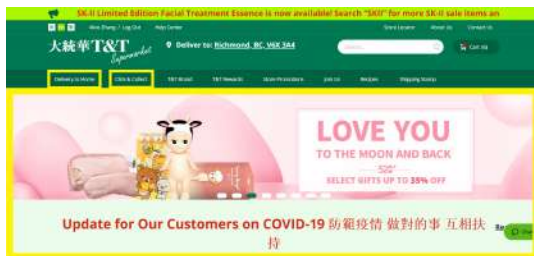 SK-II Limited Edition Facial Treatment Essence is now available! Search "SKII" for more SK-II sale items an
Log Out Help Center Store Locator About Us Contact Us
大統華T&T Supermarket
Deliver to: Richmond, BC, V6X 3A4
Cart
Delivery to Home Click & Collect T&T Brand T&T Rewards Store Promotions Join Us Recipes Shipping Stamp
LOVE YOU
TO THE MOON AND BACK
SELECT GIFTS UP TO 35% OFF
Update for Our Customers on COVID-19 防範疫情 做對的事 互相扶
持